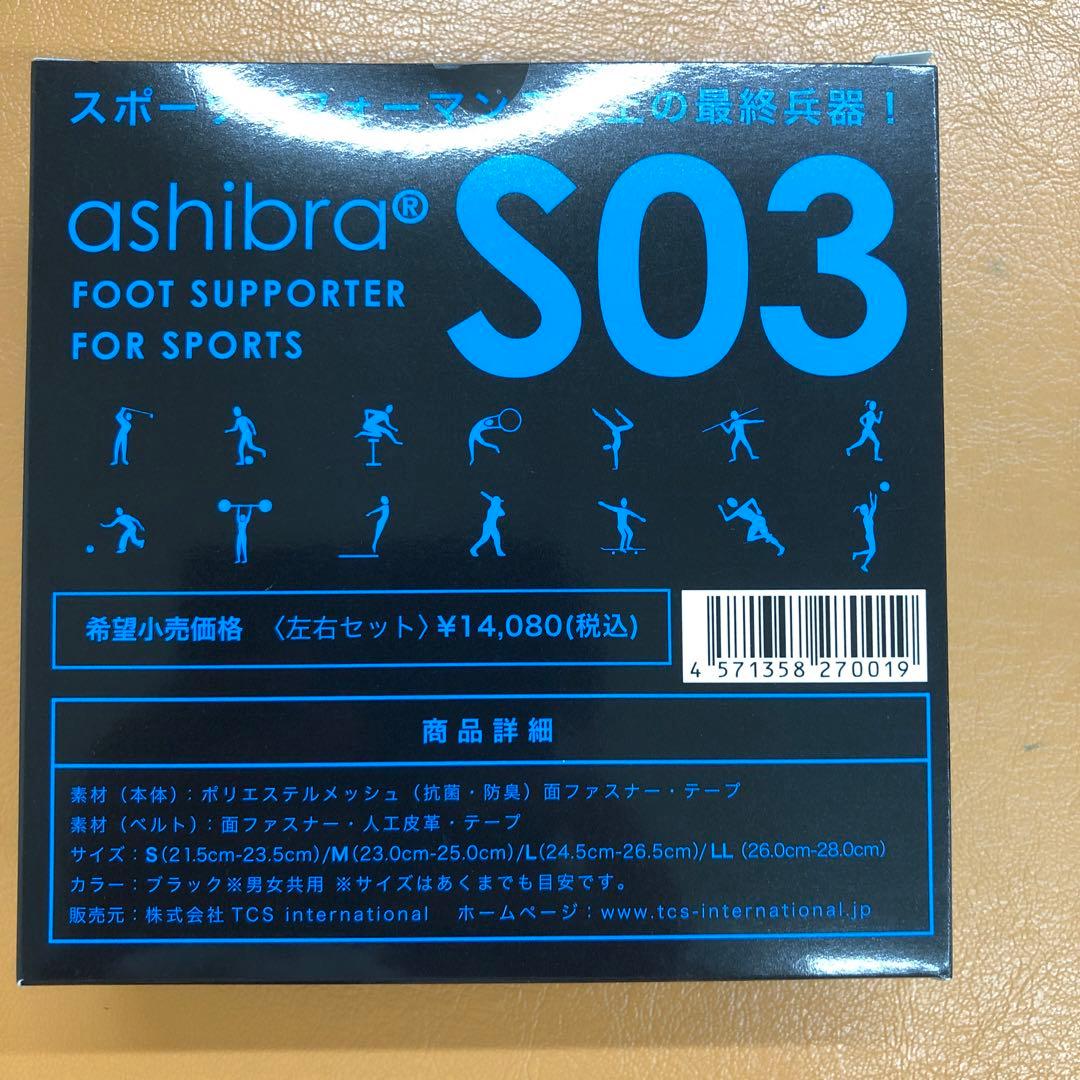 スポーツパフォーマンス向上の最終兵器！
ashibra® S03
FOOT SUPPORTER
FOR SPORTS
希望小売価格 〈左右セット〉¥14,080(税込)
4 571358 270019
商品詳細
素材（本体）：ポリエステルメッシュ（抗菌・防臭）面ファスナー・テープ
素材（ベルト）：面ファスナー・人工皮革・テープ
サイズ：S(21.5cm-23.5cm)/M(23.0cm-25.0cm)/L(24.5cm-26.5cm)/ LL (26.0cm-28.0cm)
カラー：ブラック※男女共用 ※サイズはあくまでも目安です。
販売元：株式会社TCS international ホームページ：www.tcs-international.jp